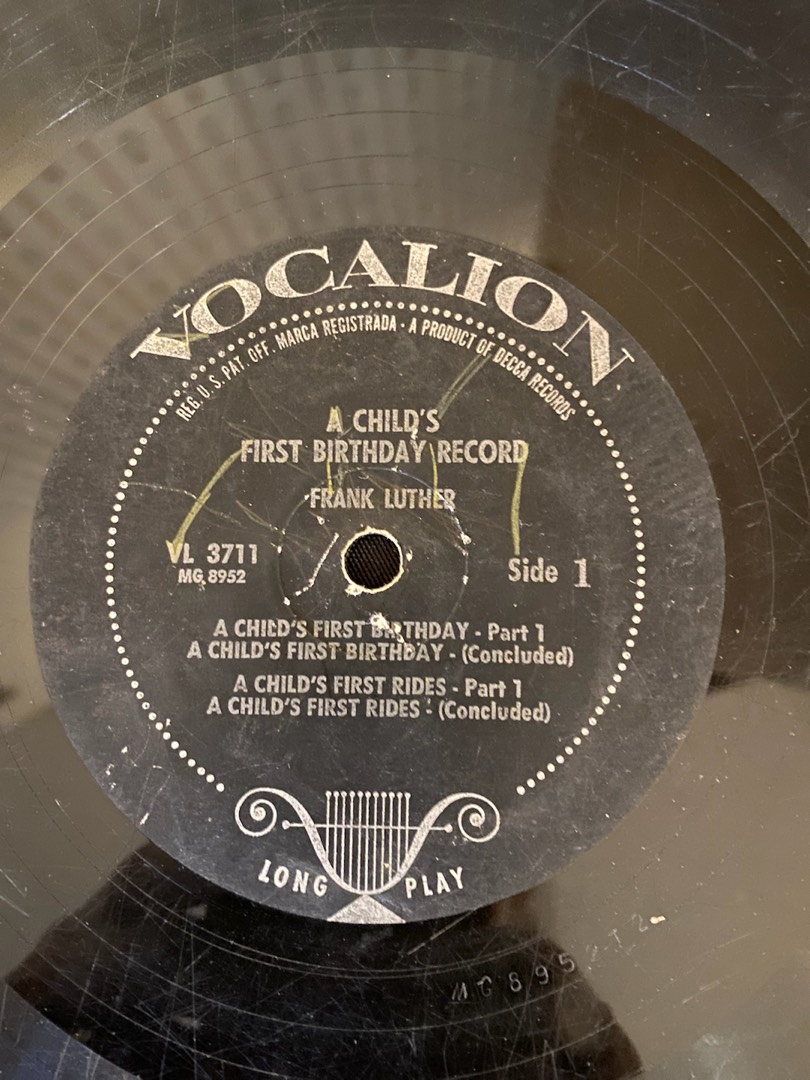 VOCALION
REG. U. S. PAT. OFF. MARCA REGISTRADA · A PRODUCT OF DECCA RECORDS
A CHILD'S
FIRST BIRTHDAY RECORD
FRANK LUTHER
VL 3711
MG 8952
Side 1
A CHILD'S FIRST BIRTHDAY - Part 1
A CHILD'S FIRST BIRTHDAY - (Concluded)
A CHILD'S FIRST RIDES - Part 1
A CHILD'S FIRST RIDES - (Concluded)
LONG PLAY
MG 8952